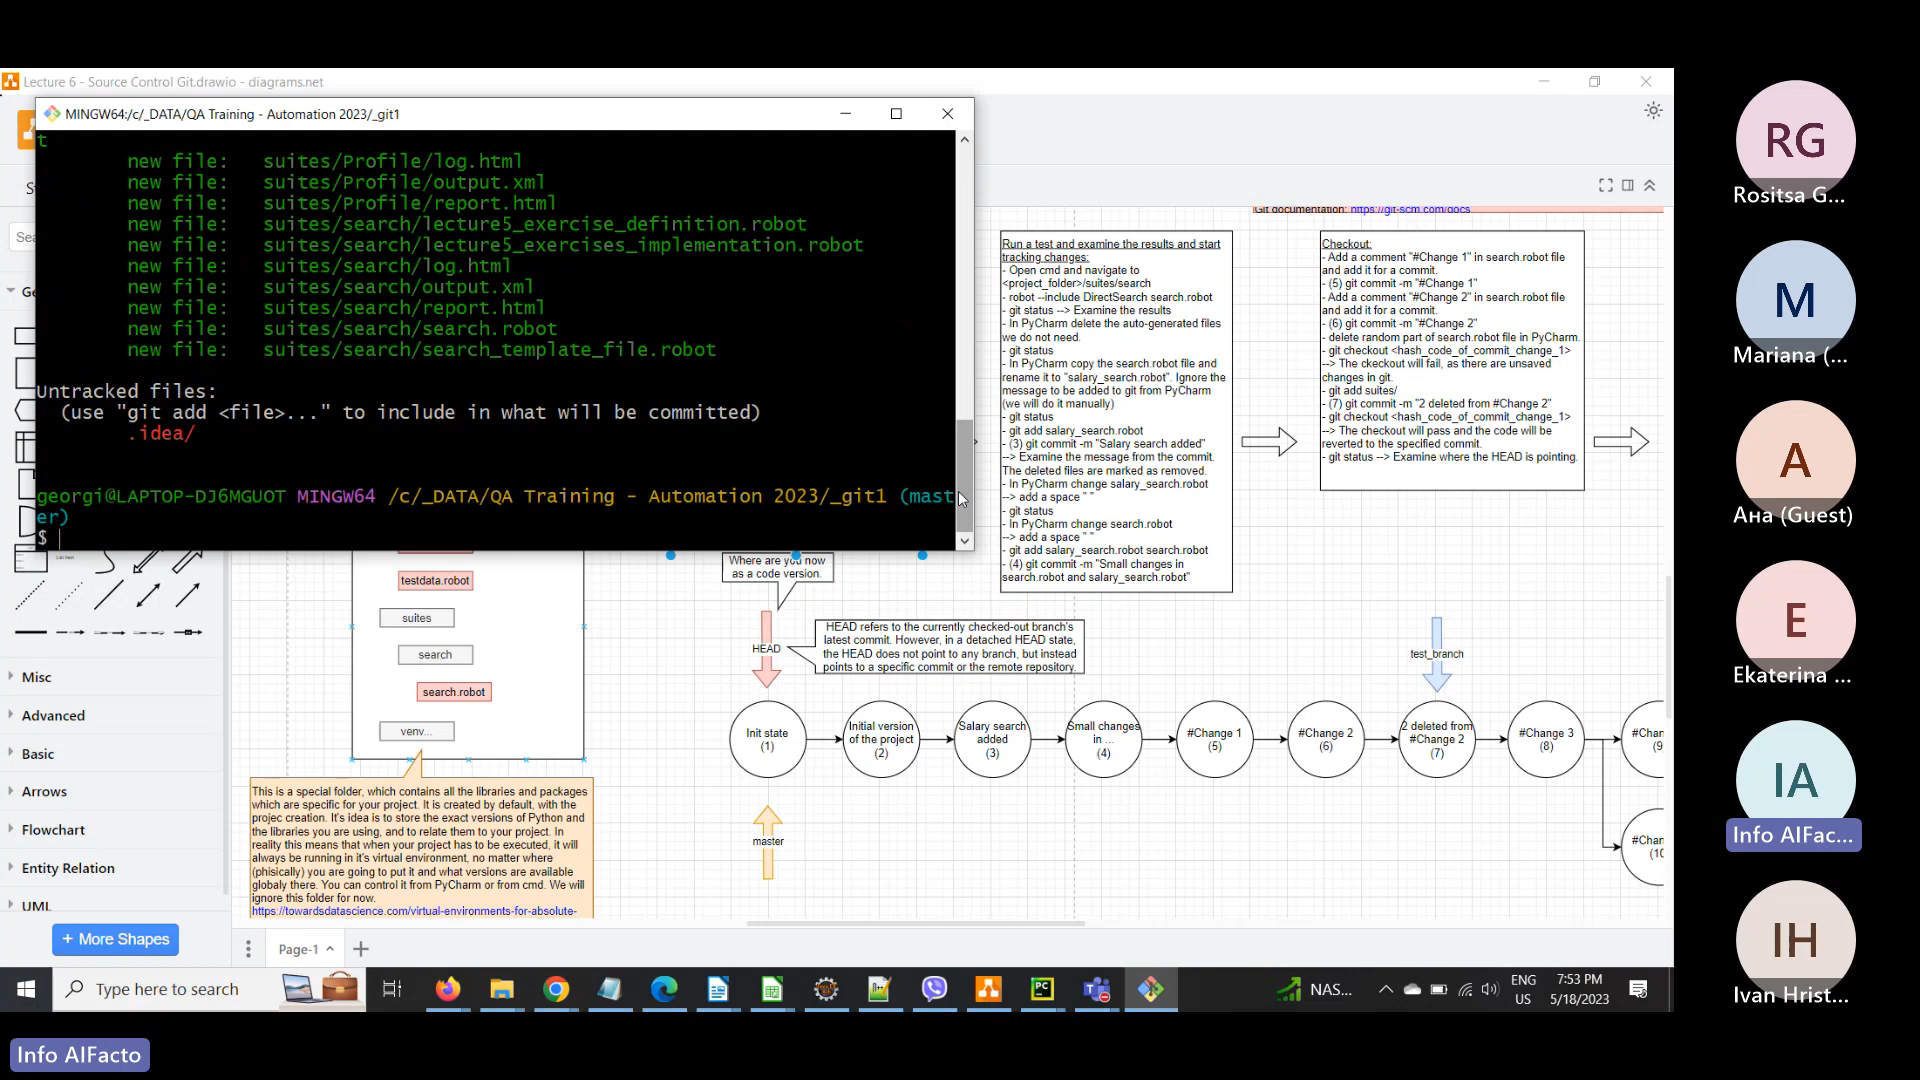 Lecture 6 - Source Control Git.drawio - diagrams.net
MINGW64:/c/_DATA/QA Training - Automation 2023/_git1
t
new file:   suites/Profile/log.html
new file:   suites/Profile/output.xml
new file:   suites/Profile/report.html
new file:   suites/search/lecture5_exercise_definition.robot
new file:   suites/search/lecture5_exercises_implementation.robot
new file:   suites/search/log.html
new file:   suites/search/output.xml
new file:   suites/search/report.html
new file:   suites/search/search.robot
new file:   suites/search/search_template_file.robot
Untracked files:
(use "git add <file>..." to include in what will be committed)
.idea/
georgi@LAPTOP-DJ6MGUOT MINGW64 /c/_DATA/QA Training - Automation 2023/_git1 (mast
er)
$
Sea
Ge
Misc
Advanced
Basic
Arrows
Flowchart
Entity Relation
UML
+ More Shapes
Page-1
testdata.robot
suites
search
search.robot
venv...
This is a special folder, which contains all the libraries and packages
which are specific for your project. It is created by default, with the
projec creation. It's idea is to store the exact versions of Python and
the libraries you are using, and to relate them to your project. In
reality this means that when your project has to be executed, it will
always be running in it's virtual environment, no matter where
(phisically) you are going to put it and what versions are available
globaly there. You can control it from PyCharm or from cmd. We will
ignore this folder for now.
https://towardsdatascience.com/virtual-environments-for-absolute-
Git documentation: https://git-scm.com/docs
Run a test and examine the results and start
tracking changes:
- Open cmd and navigate to
<project_folder>/suites/search
- robot --include DirectSearch search.robot
- git status --> Examine the results
- In PyCharm delete the auto-generated files
we do not need.
- git status
- In PyCharm copy the search.robot file and
rename it to "salary_search.robot". Ignore the
message to be added to git from PyCharm
(we will do it manually)
- git status
- git add salary_search.robot
- (3) git commit -m "Salary search added"
--> Examine the message from the commit.
The deleted files are marked as removed.
- In PyCharm change salary_search.robot
--> add a space " "
- git status
- In PyCharm change search.robot
--> add a space " "
- git add salary_search.robot search.robot
- (4) git commit -m "Small changes in
search.robot and salary_search.robot"
Checkout:
- Add a comment "#Change 1" in search.robot file
and add it for a commit.
- (5) git commit -m "#Change 1"
- Add a comment "#Change 2" in search.robot file
and add it for a commit.
- (6) git commit -m "#Change 2"
- delete random part of search.robot file in PyCharm.
- git checkout <hash_code_of_commit_change_1>
--> The ckeckout will fail, as there are unsaved
changes in git.
- git add suites/
- (7) git commit -m "2 deleted from #Change 2"
- git checkout <hash_code_of_commit_change_1>
--> The checkout will pass and the code will be
reverted to the specified commit.
- git status --> Examine where the HEAD is pointing.
Where are you now
as a code version.
HEAD
HEAD refers to the currently checked-out branch's
latest commit. However, in a detached HEAD state,
the HEAD does not point to any branch, but instead
points to a specific commit or the remote repository.
test_branch
Init state
(1)
Initial version
of the project
(2)
Salary search
added
(3)
Small changes
in ...
(4)
#Change 1
(5)
#Change 2
(6)
2 deleted from
#Change 2
(7)
#Change 3
(8)
#Chan
(9
#Chan
(10
master
Type here to search
NAS...
ENG
US
7:53 PM
5/18/2023
RG
Rositsa G...
M
Mariana (...
A
Ана (Guest)
E
Ekaterina ...
IA
Info AIFac...
IH
Ivan Hrist...
Info AIFacto